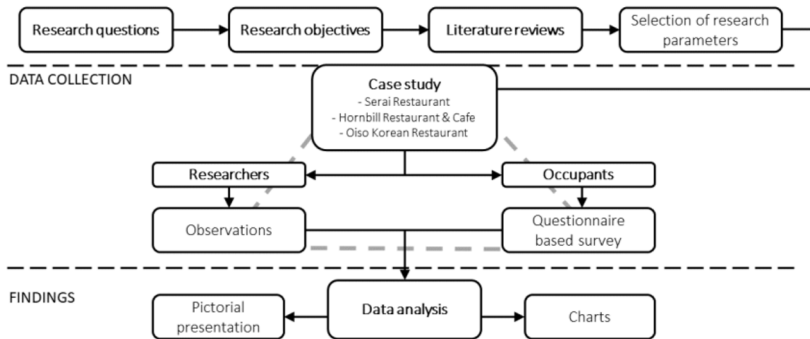 Research questions
Research objectives
Literature reviews
Selection of research
parameters
DATA COLLECTION
Case study
- Serai Restaurant
- Hornbill Restaurant & Cafe
- Oiso Korean Restaurant
Researchers
Occupants
Observations
Questionnaire
based survey
FINDINGS
Pictorial
presentation
Data analysis
Charts